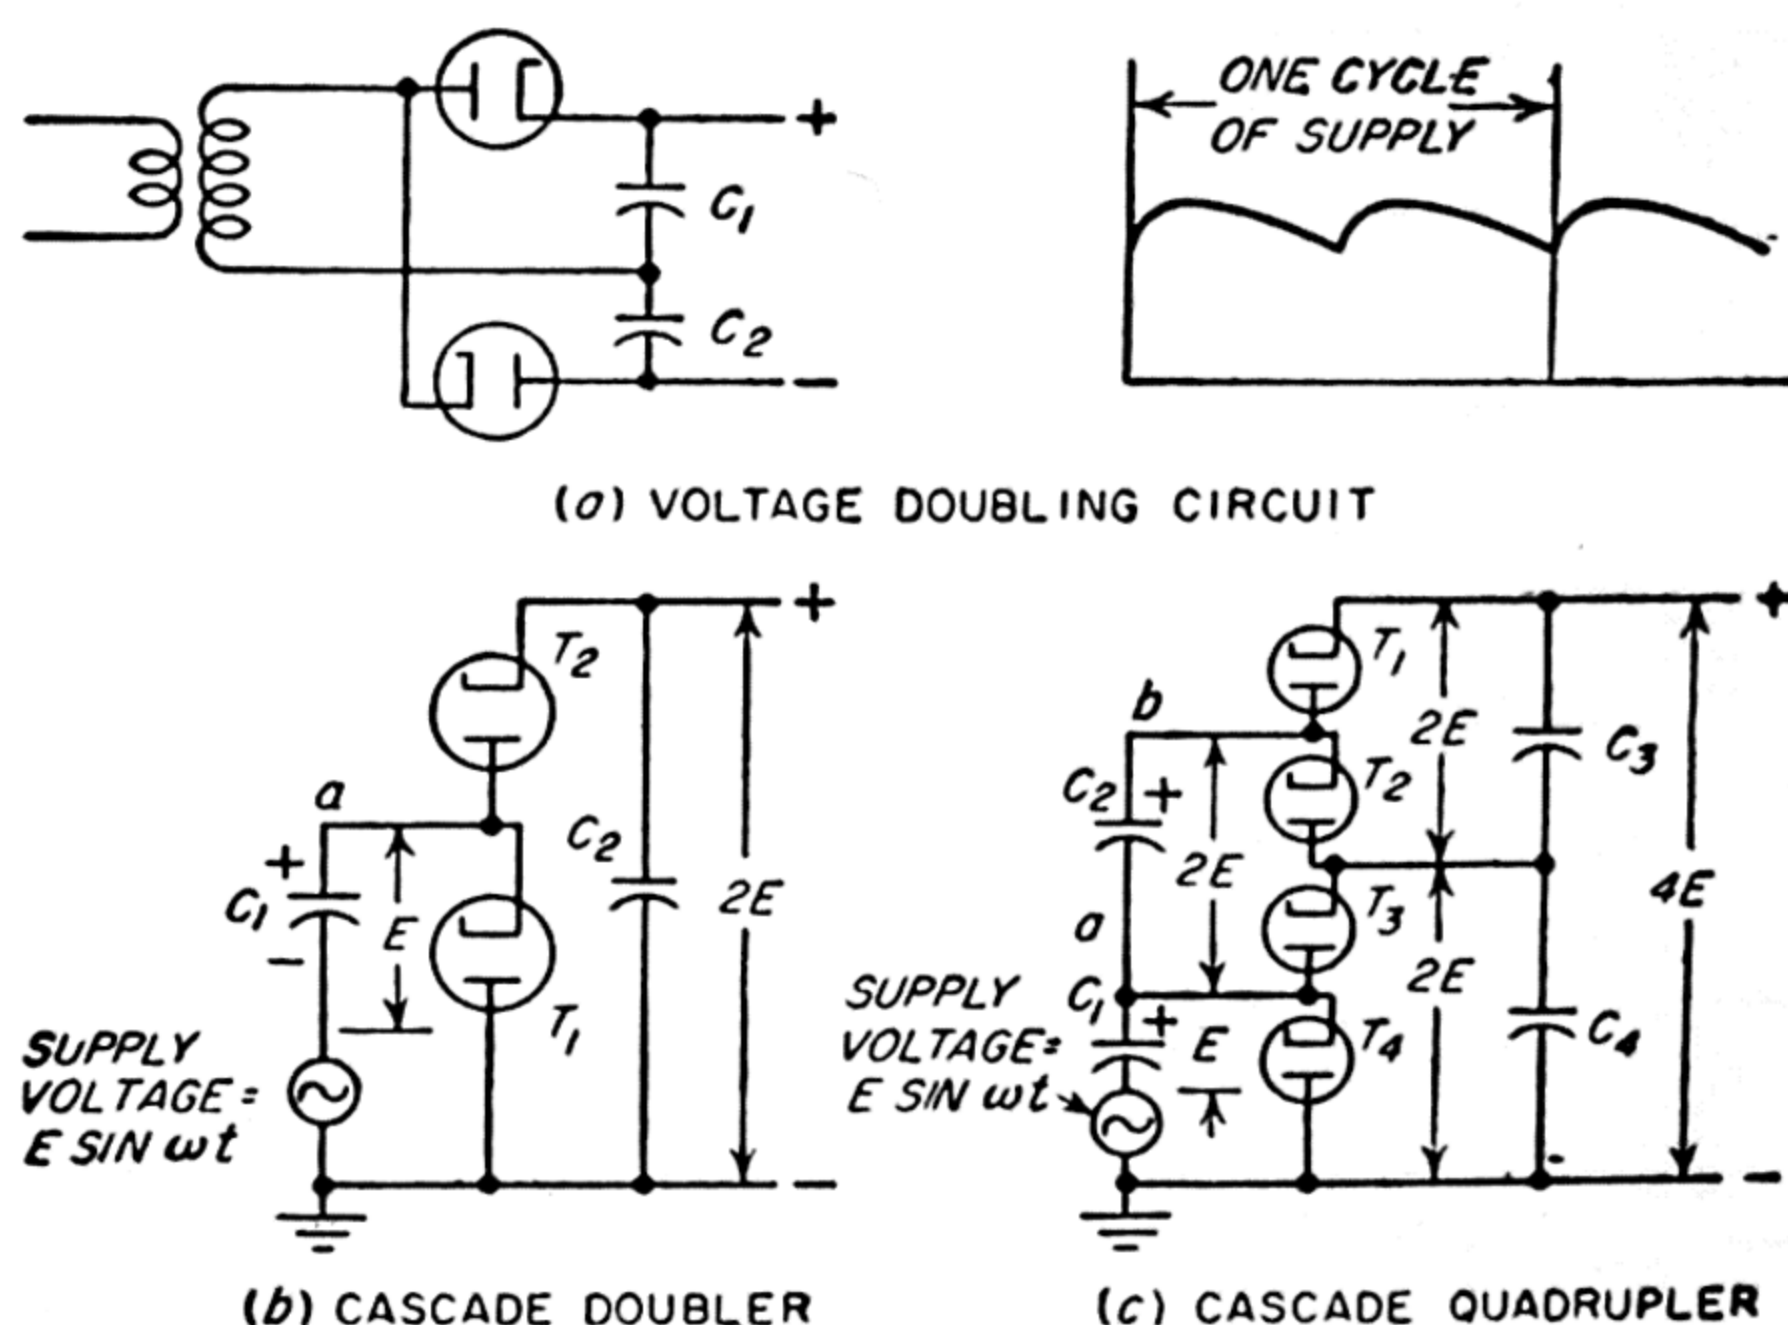 ONE CYCLE
OF SUPPLY
+
C1
C2
−
(a) VOLTAGE DOUBLING CIRCUIT
+
T2
a
+
C1
−
E
C2
2E
T1
SUPPLY
VOLTAGE=
E SIN ωt
−
(b) CASCADE DOUBLER
+
T1
b
2E
C3
C2
+
T2
2E
4E
a
T3
C1
+
2E
SUPPLY
VOLTAGE=
E SIN ωt
E
T4
C4
−
(c) CASCADE QUADRUPLER